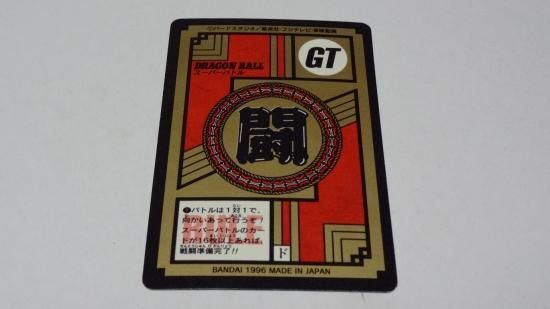 ©バードスタジオ/集英社・フジテレビ・東映動画
GT
DRAGON BALL
スーパーバトル
闘
❶バトルは1対1で、
向かいあって行うぞ!
スーパーバトルのカー
ドが16枚以上あれば、
戦闘準備完了!!
ド
BANDAI 1996 MADE IN JAPAN